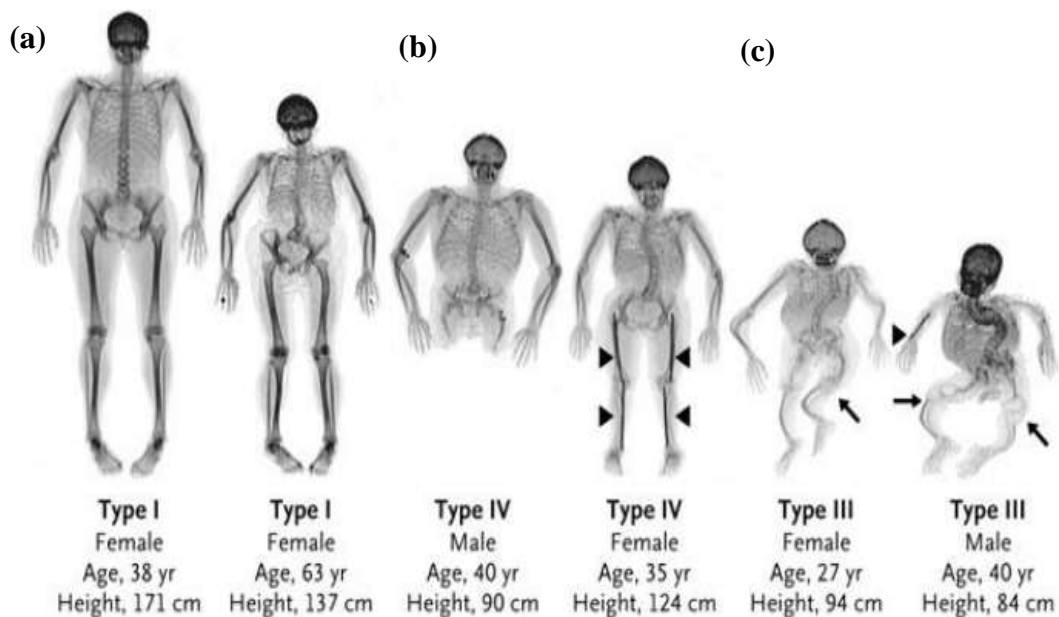 (a)
(b)
(c)
Type I
Female
Age, 38 yr
Height, 171 cm
Type I
Female
Age, 63 yr
Height, 137 cm
Type IV
Male
Age, 40 yr
Height, 90 cm
Type IV
Female
Age, 35 yr
Height, 124 cm
Type III
Female
Age, 27 yr
Height, 94 cm
Type III
Male
Age, 40 yr
Height, 84 cm